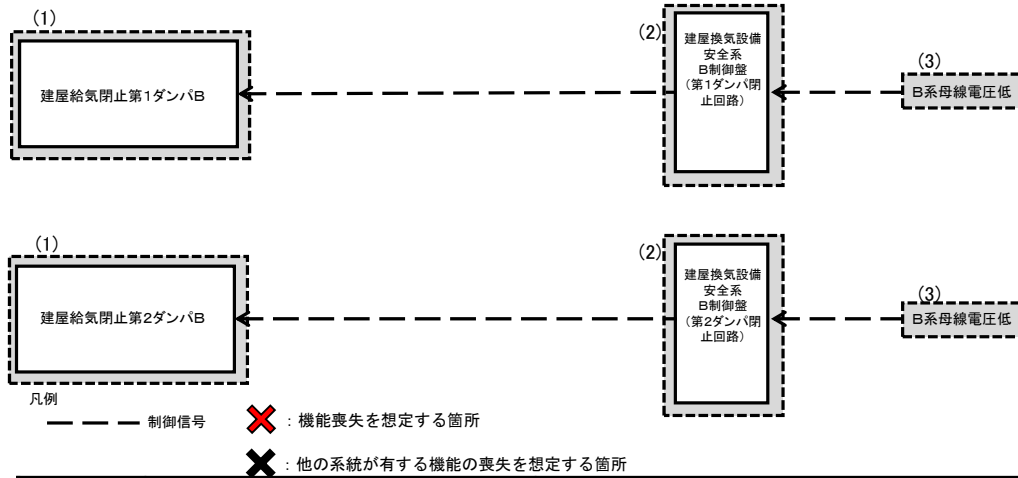 (1)
建屋給気閉止第1ダンパB
(2)
建屋換気設備
安全系
B制御盤
(第1ダンパ閉
止回路)
(3)
B系母線電圧低
(1)
建屋給気閉止第2ダンパB
(2)
建屋換気設備
安全系
B制御盤
(第2ダンパ閉
止回路)
(3)
B系母線電圧低
凡例
制御信号
：機能喪失を想定する箇所
：他の系統が有する機能の喪失を想定する箇所